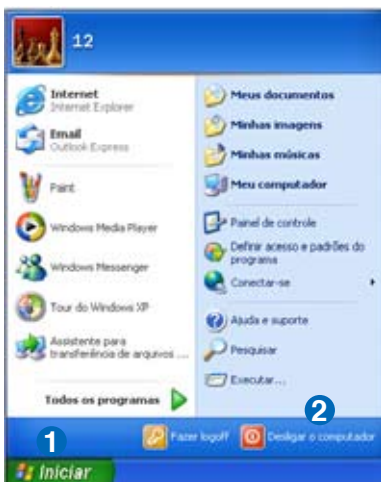 12
Internet
Internet Explorer
Email
Outlook Express
Paint
Windows Media Player
Windows Messenger
Tour do Windows XP
Assistente para
transferência de arquivos ...
Todos os programas
Meus documentos
Minhas imagens
Minhas músicas
Meu computador
Painel de controle
Definir acesso e padrões do
programa
Conectar-se
Ajuda e suporte
Pesquisar
Executar...
1
2
Fazer logoff
Desligar o computador
Iniciar